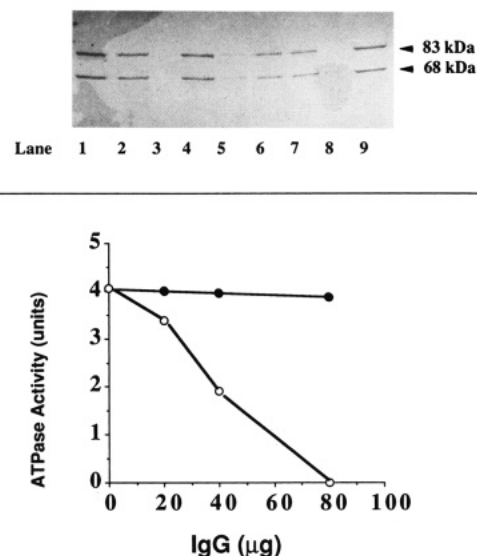 83 kDa
68 kDa
Lane 1 2 3 4 5 6 7 8 9
5
4
3
2
1
0
ATPase Activity (units)
0 20 40 60 80 100
IgG (μg)